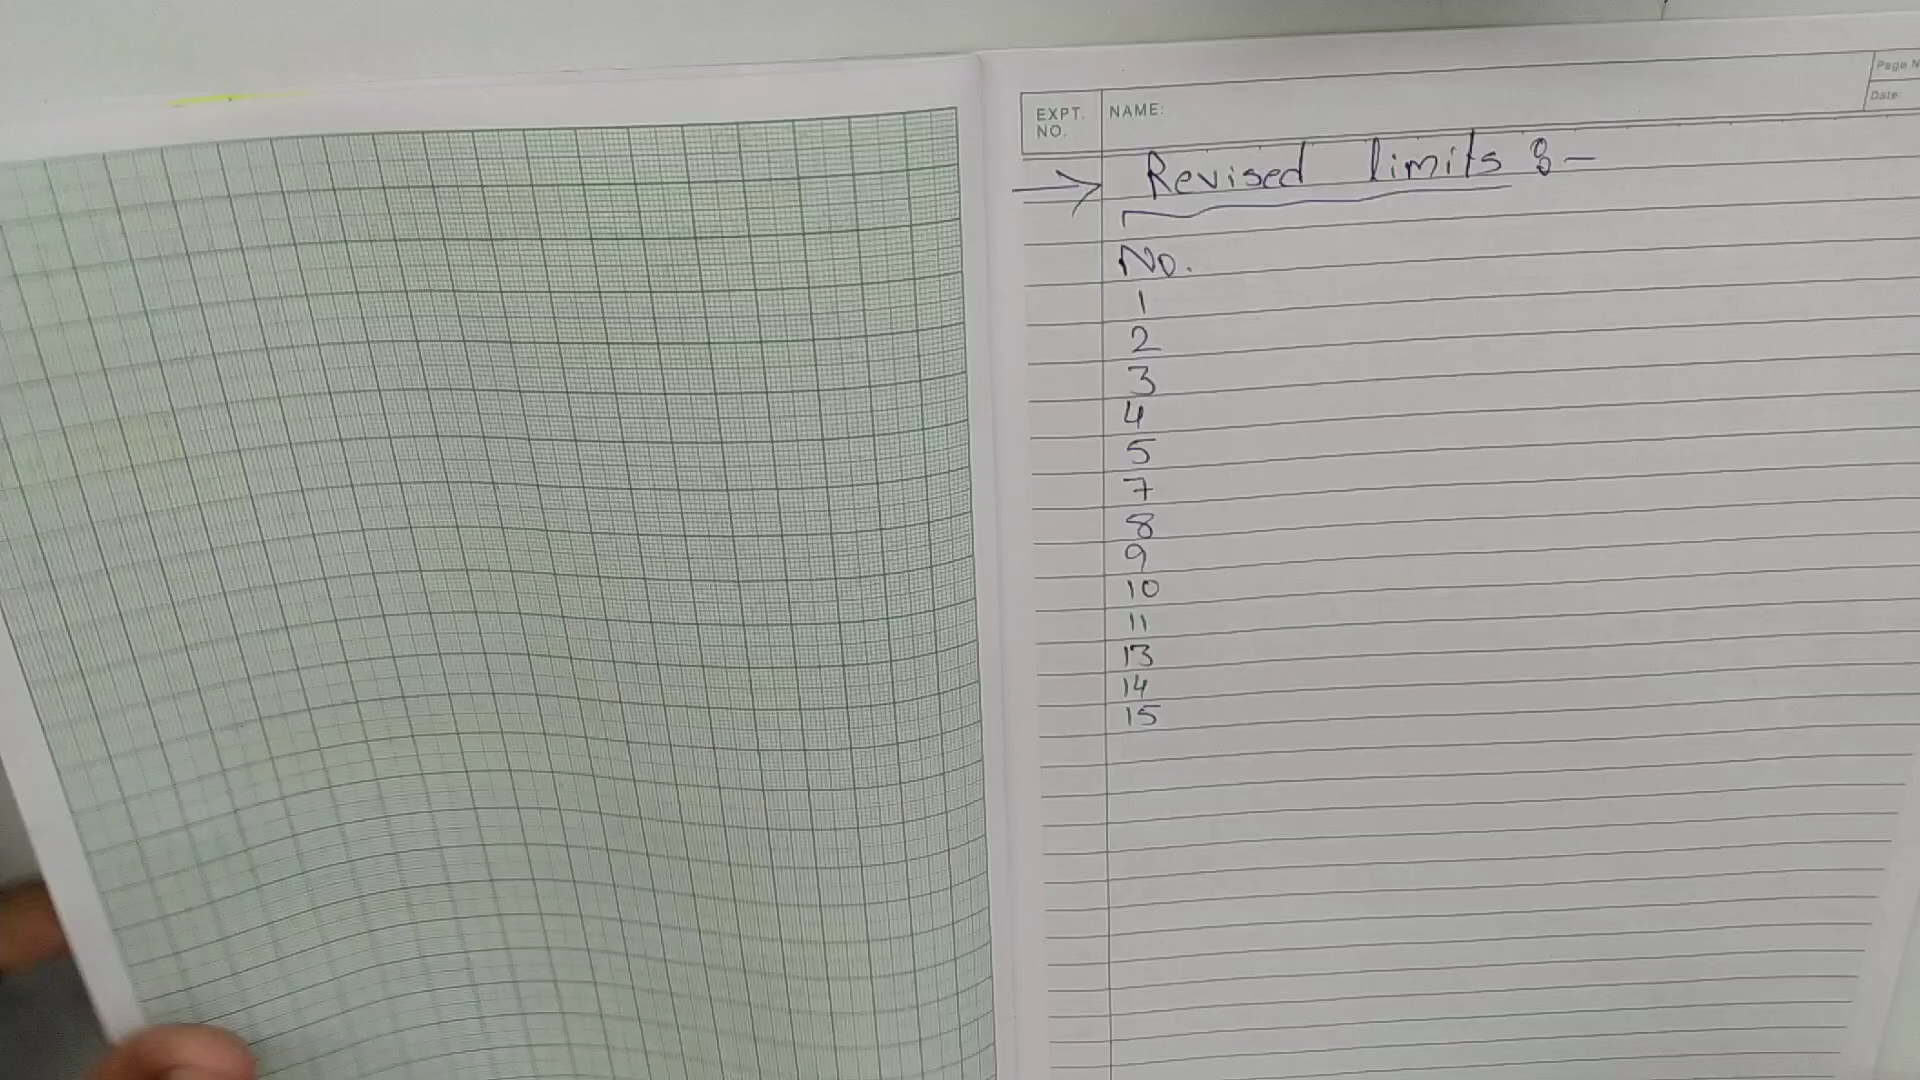 EXPT. NO.
NAME:
Page N
Date:
→ Revised limits :-
No.
1
2
3
4
5
7
8
9
10
11
13
14
15